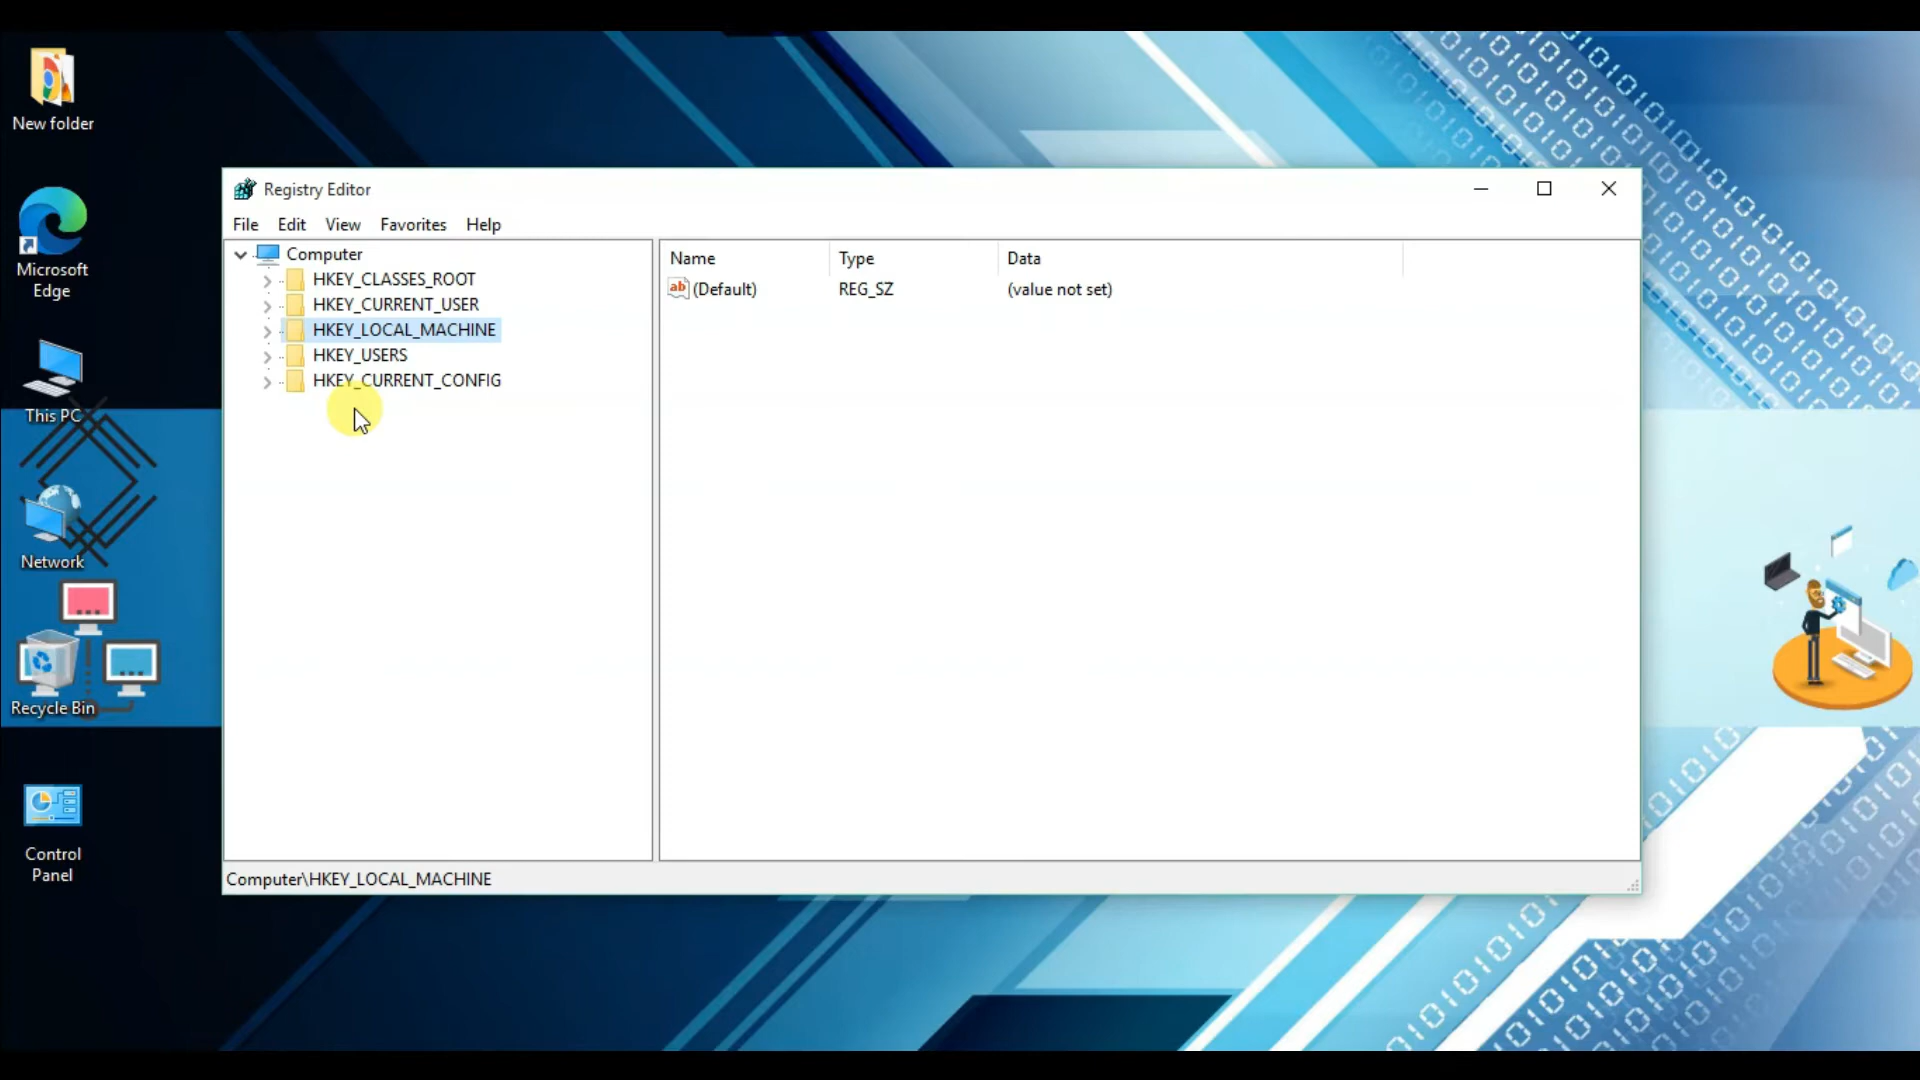 New folder
Microsoft
Edge
This PC
Network
Recycle Bin
Control
Panel
Registry Editor
File Edit View Favorites Help
Computer
HKEY_CLASSES_ROOT
HKEY_CURRENT_USER
HKEY_LOCAL_MACHINE
HKEY_USERS
HKEY_CURRENT_CONFIG
Name Type Data
ab (Default) REG_SZ (value not set)
Computer\HKEY_LOCAL_MACHINE